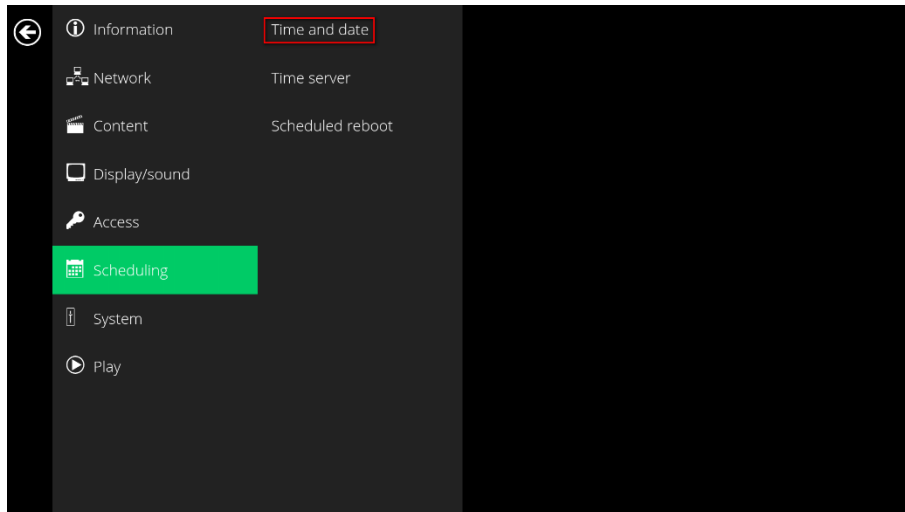 Information
Network
Content
Display/sound
Access
Scheduling
System
Play
Time and date
Time server
Scheduled reboot